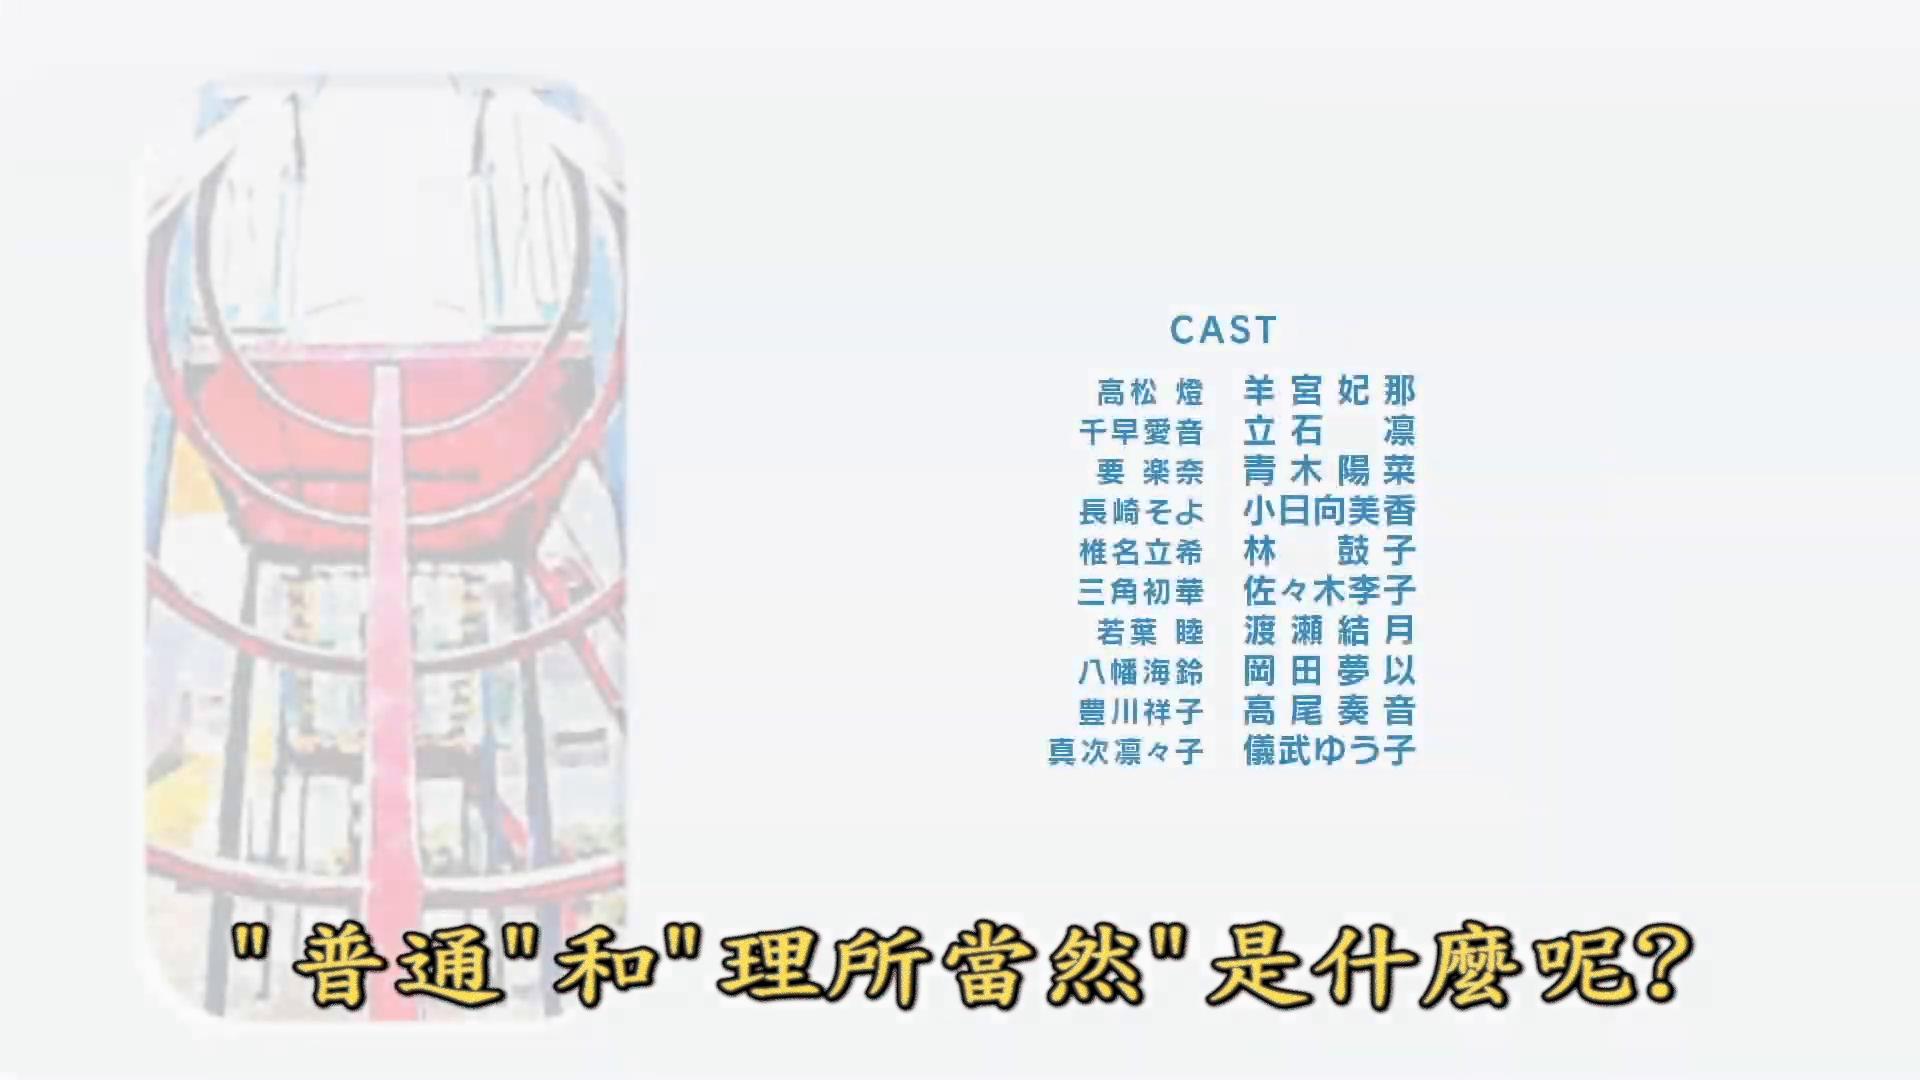 CAST
高松 燈 羊宮妃那
千早愛音 立石 凛
要 楽奈 青木陽菜
長崎そよ 小日向美香
椎名立希 林 鼓子
三角初華 佐々木李子
若葉 睦 渡瀬結月
八幡海鈴 岡田夢以
豊川祥子 高尾奏音
真次凛々子 儀武ゆう子
"普通"和"理所當然"是什麼呢?